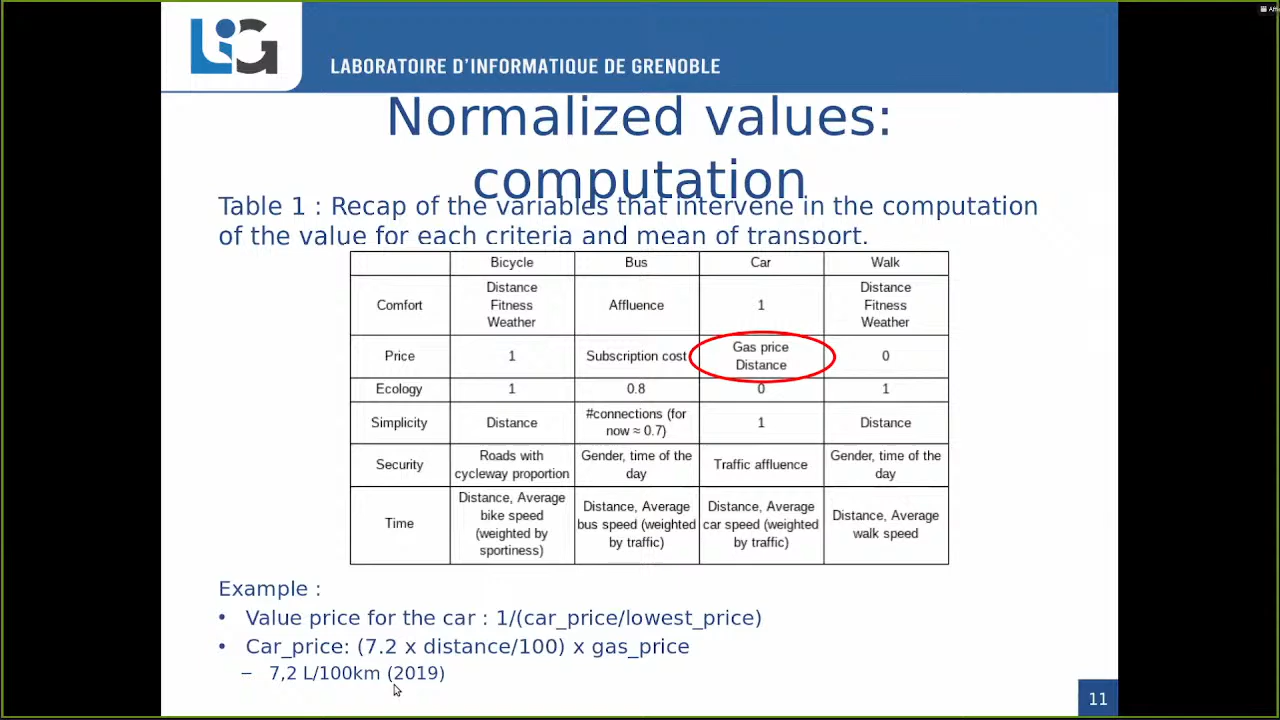 LIG
LABORATOIRE D'INFORMATIQUE DE GRENOBLE
Normalized values:
computation
Table 1 : Recap of the variables that intervene in the computation
of the value for each criteria and mean of transport.
Bicycle Bus Car Walk
Comfort
Distance
Fitness
Weather
Affluence
1
Distance
Fitness
Weather
Price
1
Subscription cost
Gas price
Distance
0
Ecology 1 0.8 0 1
Simplicity
Distance
#connections (for
now ≈ 0.7)
1
Distance
Security
Roads with
cycleway proportion
Gender, time of the
day
Traffic affluence
Gender, time of the
day
Time
Distance, Average
bike speed
(weighted by
sportiness)
Distance, Average
bus speed (weighted
by traffic)
Distance, Average
car speed (weighted
by traffic)
Distance, Average
walk speed
Example :
• Value price for the car : 1/(car_price/lowest_price)
• Car_price: (7.2 x distance/100) x gas_price
– 7,2 L/100km (2019)
11